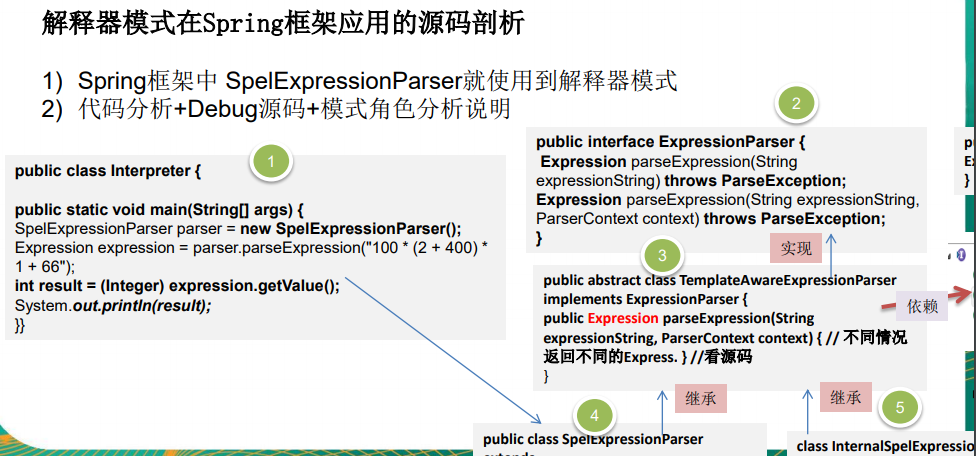 解释器模式在Spring框架应用的源码剖析
1) Spring框架中 SpelExpressionParser就使用到解释器模式
2) 代码分析+Debug源码+模式角色分析说明
1
public class Interpreter {
public static void main(String[] args) {
SpelExpressionParser parser = new SpelExpressionParser();
Expression expression = parser.parseExpression("100 * (2 + 400) *
1 + 66");
int result = (Integer) expression.getValue();
System.out.println(result);
}}
2
public interface ExpressionParser {
Expression parseExpression(String
expressionString) throws ParseException;
Expression parseExpression(String expressionString,
ParserContext context) throws ParseException;
}
实现
3
public abstract class TemplateAwareExpressionParser
implements ExpressionParser {
public Expression parseExpression(String
expressionString, ParserContext context) { // 不同情况
返回不同的Express. } //看源码
}
依赖
继承
继承
4
public class SpelExpressionParser
5
class InternalSpelExpressio
}